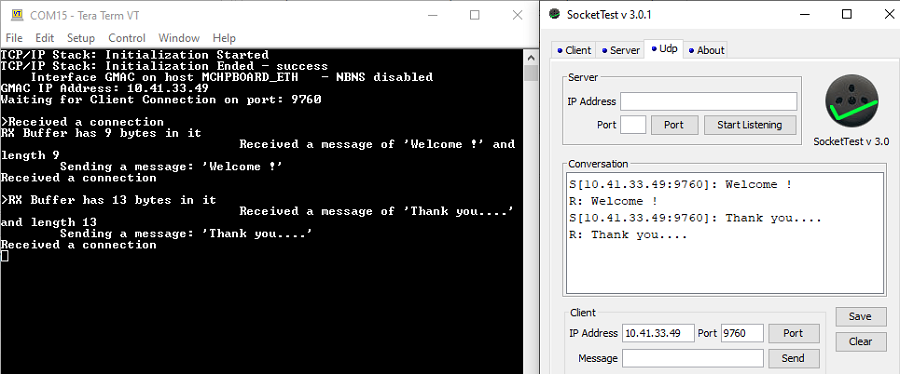 COM15 - Tera Term VT
File Edit Setup Control Window Help
TCP/IP Stack: Initialization Started
TCP/IP Stack: Initialization Ended - success
Interface GMAC on host MCHPBOARD_ETH - NBNS disabled
GMAC IP Address: 10.41.33.49
Waiting for Client Connection on port: 9760
>Received a connection
RX Buffer has 9 bytes in it
Received a message of 'Welcome !' and
length 9
Sending a message: 'Welcome !'
Received a connection
>RX Buffer has 13 bytes in it
Received a message of 'Thank you....'
and length 13
Sending a message: 'Thank you....'
Received a connection
SocketTest v 3.0.1
Client Server Udp About
Server
IP Address
Port Port Start Listening
SocketTest v 3.0
Conversation
S[10.41.33.49:9760]: Welcome !
R: Welcome !
S[10.41.33.49:9760]: Thank you....
R: Thank you....
Client
IP Address 10.41.33.49 Port 9760 Port
Message Send
Save
Clear